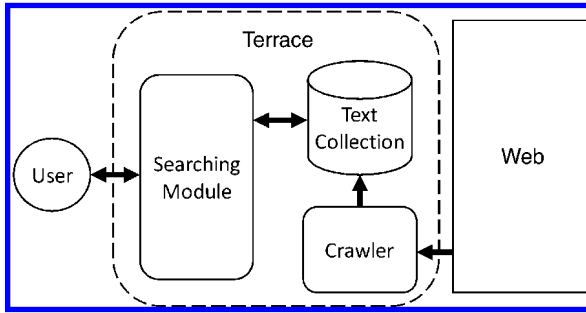 Terrace
Text
Collection
Searching
Module
User
Web
Crawler